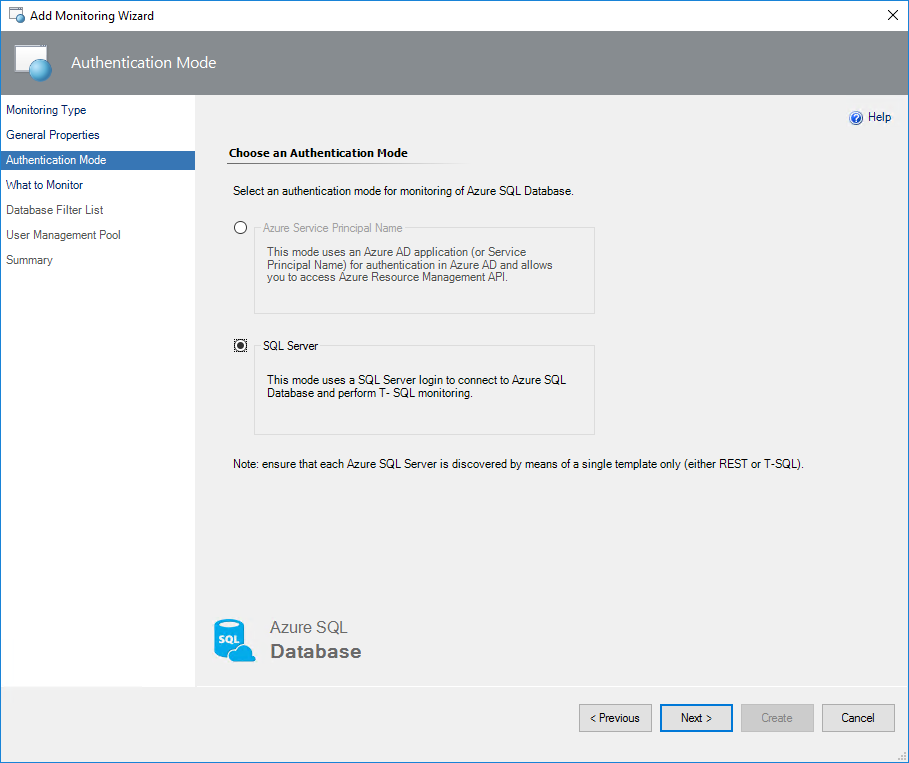 Add Monitoring Wizard
Authentication Mode
Monitoring Type
General Properties
Authentication Mode
What to Monitor
Database Filter List
User Management Pool
Summary
Help
Choose an Authentication Mode
Select an authentication mode for monitoring of Azure SQL Database.
Azure Service Principal Name
This mode uses an Azure AD application (or Service
Principal Name) for authentication in Azure AD and allows
you to access Azure Resource Management API.
SQL Server
This mode uses a SQL Server login to connect to Azure SQL
Database and perform T- SQL monitoring.
Note: ensure that each Azure SQL Server is discovered by means of a single template only (either REST or T-SQL).
SQL
Azure SQL
Database
< Previous
Next >
Create
Cancel